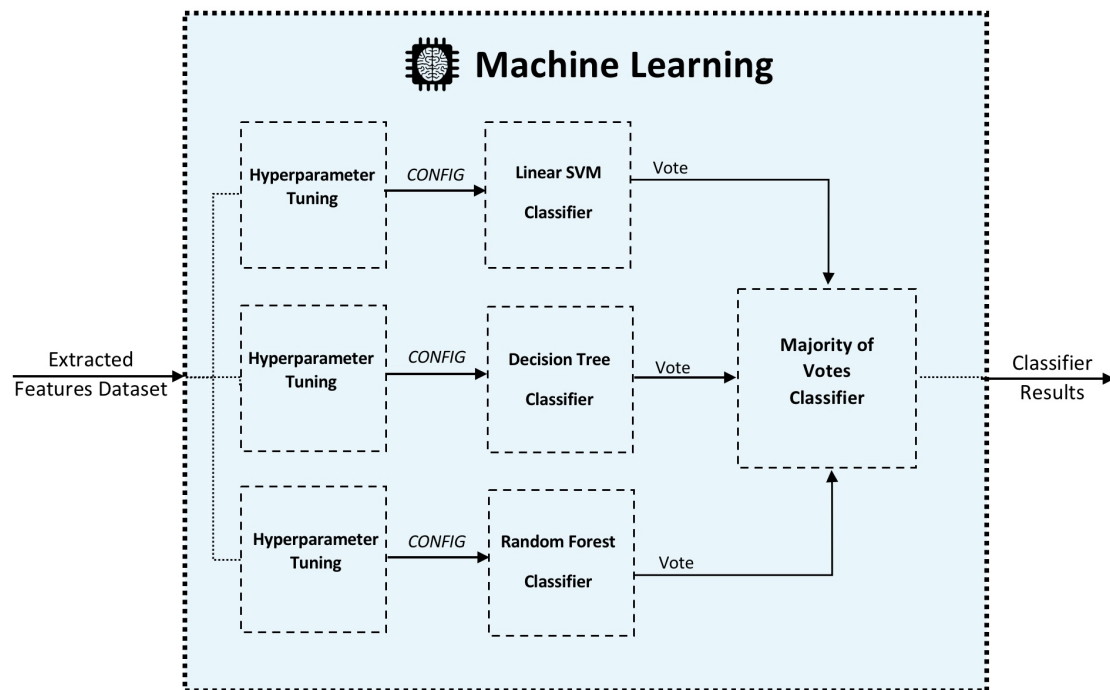 Machine Learning
Hyperparameter
Tuning
CONFIG
Linear SVM
Classifier
Vote
Extracted
Features Dataset
Hyperparameter
Tuning
CONFIG
Decision Tree
Classifier
Vote
Majority of
Votes
Classifier
Classifier
Results
Hyperparameter
Tuning
CONFIG
Random Forest
Classifier
Vote